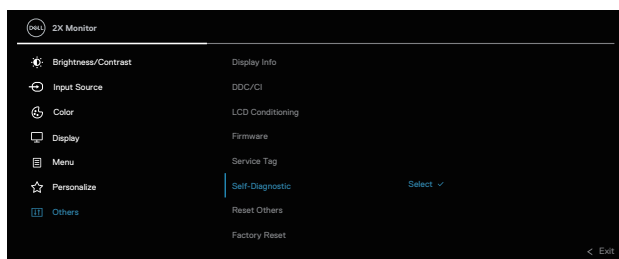 DELL 2X Monitor
Brightness/Contrast
Input Source
Color
Display
Menu
Personalize
Others
Display Info
DDC/CI
LCD Conditioning
Firmware
Service Tag
Self-Diagnostic Select
Reset Others
Factory Reset
Exit